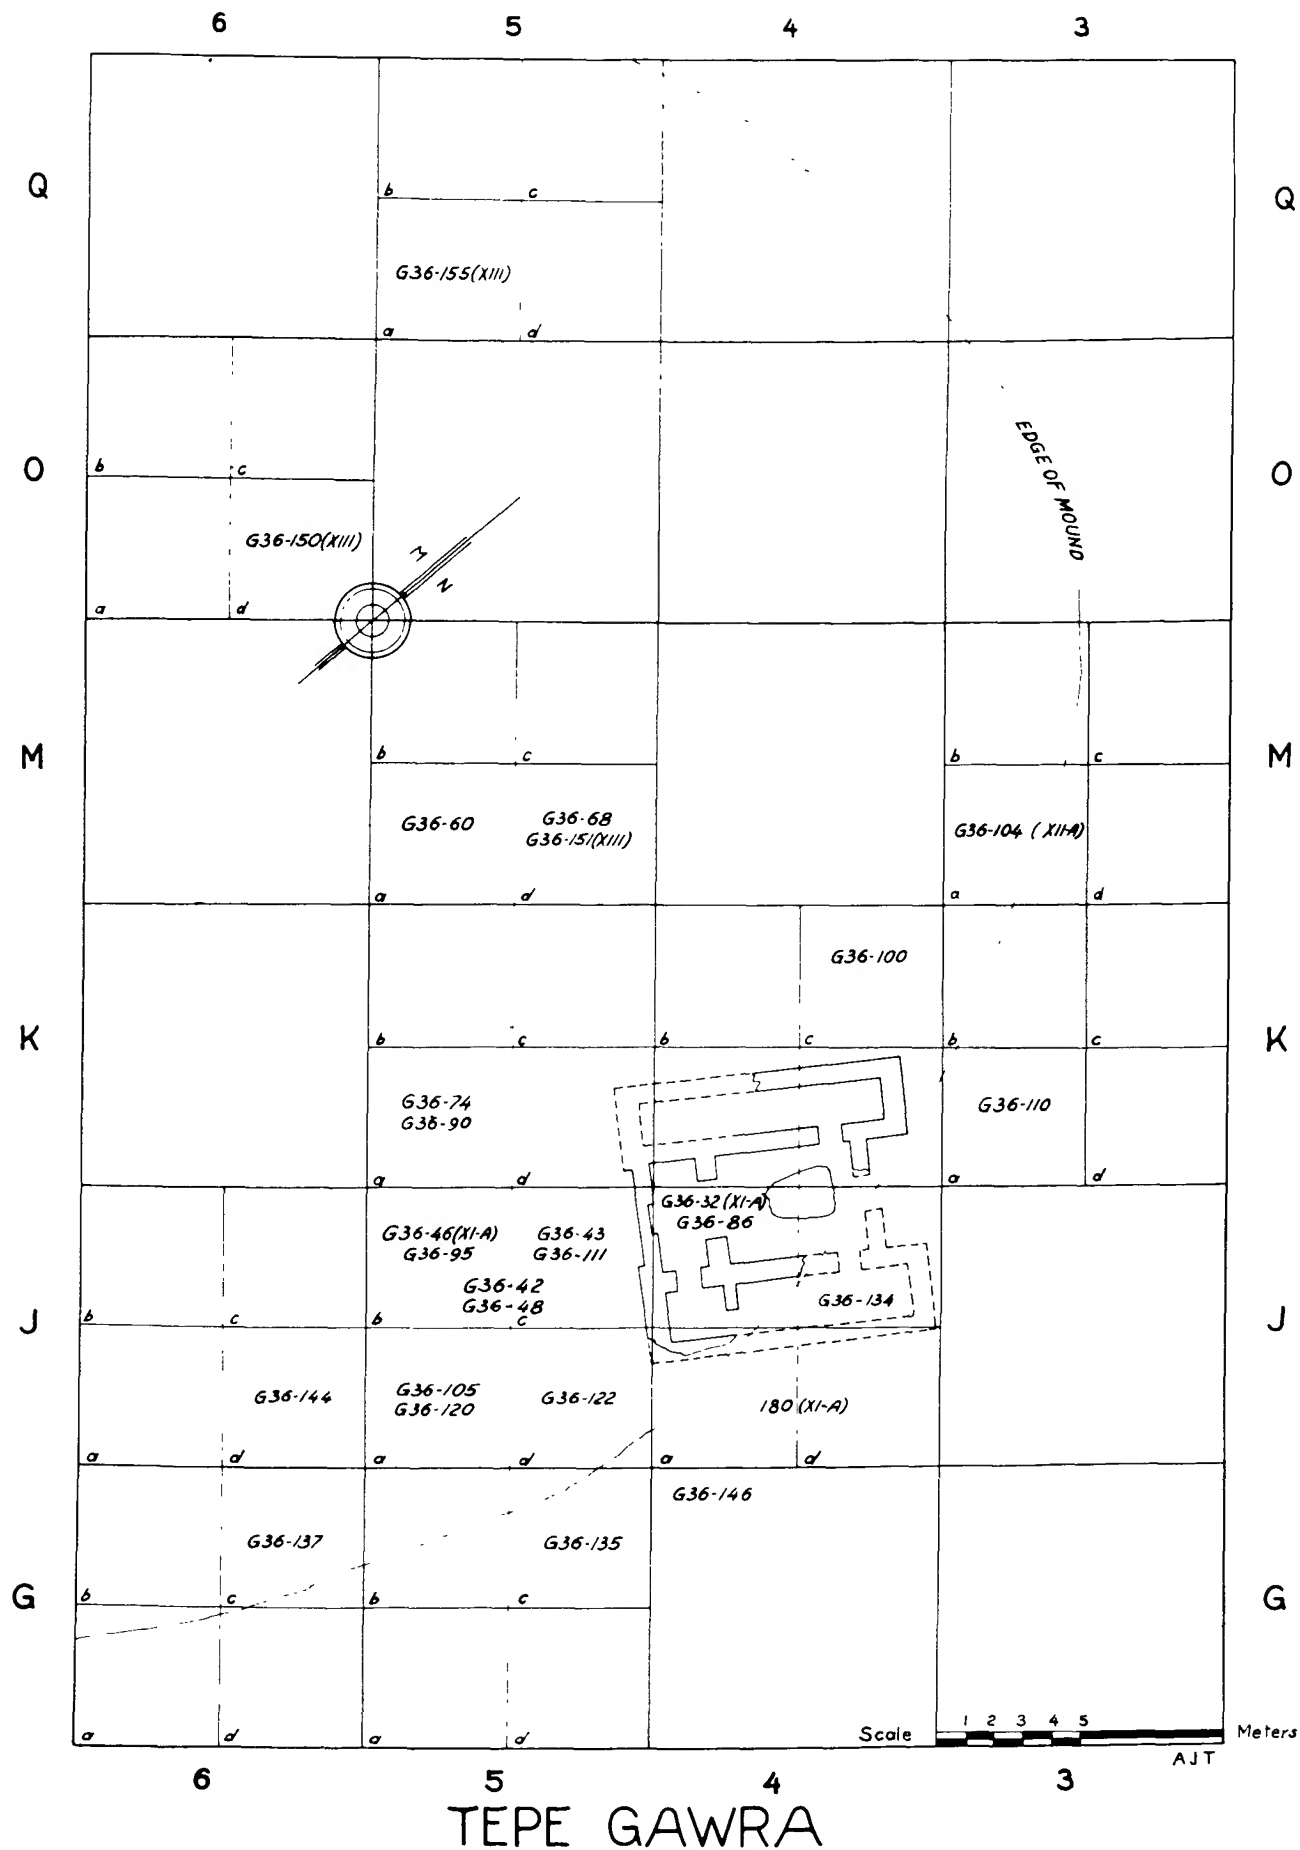 6 5 4 3
Q Q
b c
G36-155(XIII)
a d
EDGE OF MOUND
O O
b c
G36-150(XIII)
M
N
a d
M M
b c b c
G36-60 G36-68 G36-104 (XII-A)
G36-151(XIII)
a d a d
G36-100
K K
b c b c b c
G36-74 G36-110
G36-90
a d a d
G36-32(XI-A)
G36-86
G36-46(XI-A) G36-43
G36-95 G36-111
G36-42
G36-48
G36-134
J J
b c b c
G36-144 G36-105 G36-122 180(XI-A)
G36-120
a d a d a d
G36-146
G36-137 G36-135
G G
b c b c
1 2 3 4 5
Scale Meters
a d a d
AJT
6 5 4 3
TEPE GAWRA